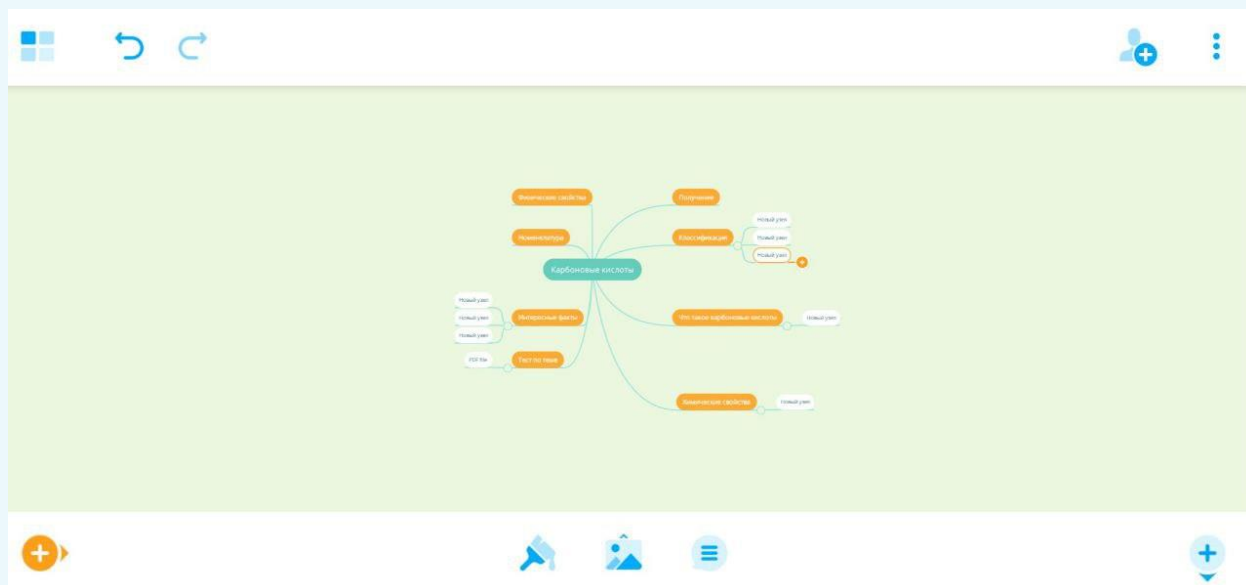 Физические свойства
Получение
Новый узел
Номенклатура
Классификация
Новый узел
Новый узел
Карбоновые кислоты
Новый узел
Интересные факты
Что такое карбоновые кислоты
Новый узел
Новый узел
Новый узел
Тест по теме
Химические свойства
Новый узел